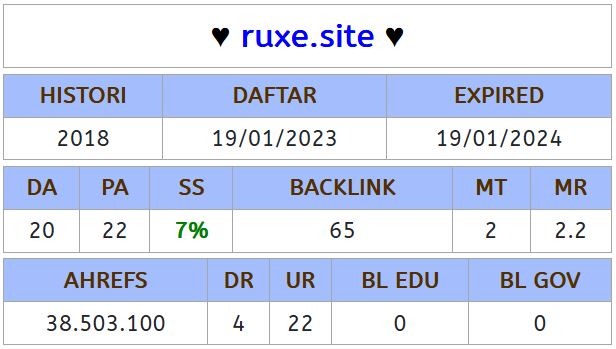 ♥ ruxe.site ♥
HISTORI DAFTAR EXPIRED
2018 19/01/2023 19/01/2024
DA PA SS BACKLINK MT MR
20 22 7% 65 2 2.2
AHREFS DR UR BL EDU BL GOV
38.503.100 4 22 0 0